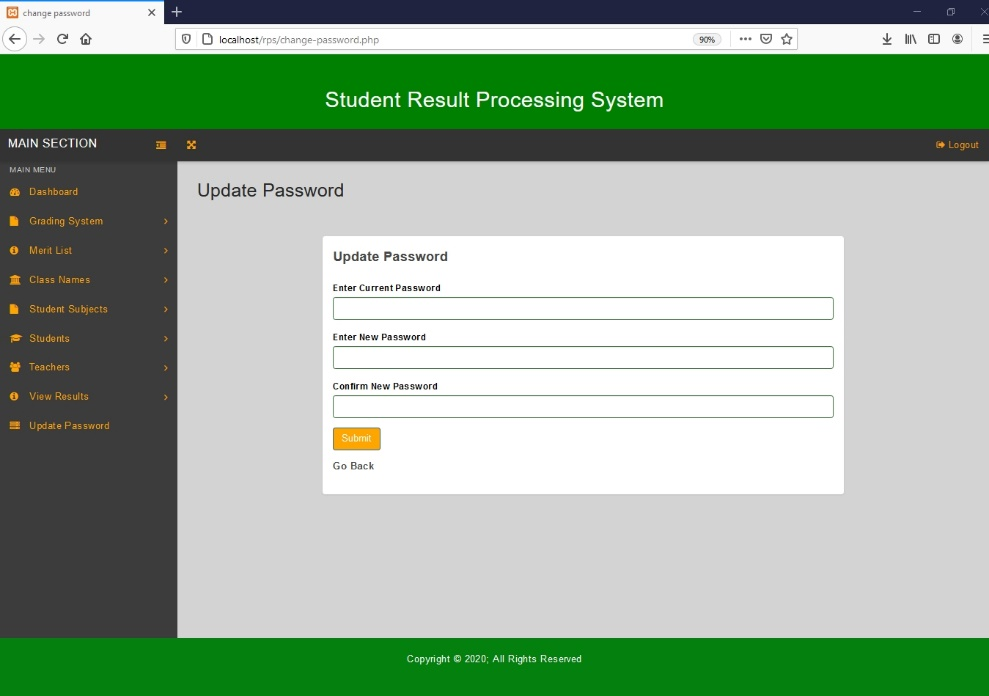 change password
localhost/rps/change-password.php
90%
Student Result Processing System
MAIN SECTION
Logout
MAIN MENU
Dashboard
Grading System
Merit List
Class Names
Student Subjects
Students
Teachers
View Results
Update Password
Update Password
Update Password
Enter Current Password
Enter New Password
Confirm New Password
Submit
Go Back
Copyright © 2020; All Rights Reserved